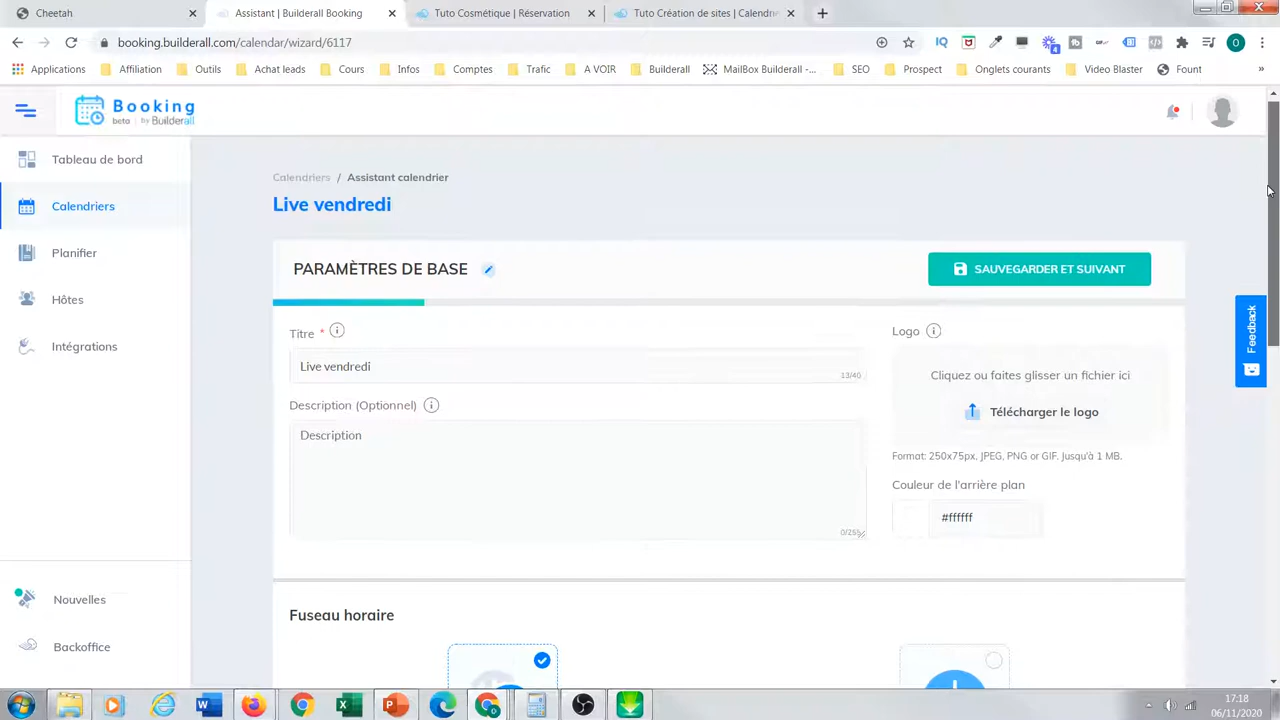 Cheetah
Assistant | Builderall Booking
Tuto Cosmétique | Rése
Tuto Création de sites | Calendri
booking.builderall.com/calendar/wizard/6117
Applications
Affiliation
Outils
Achat leads
Cours
Infos
Comptes
Trafic
A VOIR
Builderall
MailBox Builderall -...
SEO
Prospect
Onglets courants
Video Blaster
Fount
»
Booking
beta | by Builderall
Tableau de bord
Calendriers
Planifier
Hôtes
Intégrations
Nouvelles
Backoffice
Calendriers / Assistant calendrier
Live vendredi
PARAMÈTRES DE BASE
SAUVEGARDER ET SUIVANT
Titre *
Live vendredi
13/40
Description (Optionnel)
Description
0/255
Logo
Cliquez ou faites glisser un fichier ici
Télécharger le logo
Format: 250x75px, JPEG, PNG or GIF. Jusqu'à 1 MB.
Couleur de l'arrière plan
#ffffff
Fuseau horaire
Feedback
17:18
06/11/2020